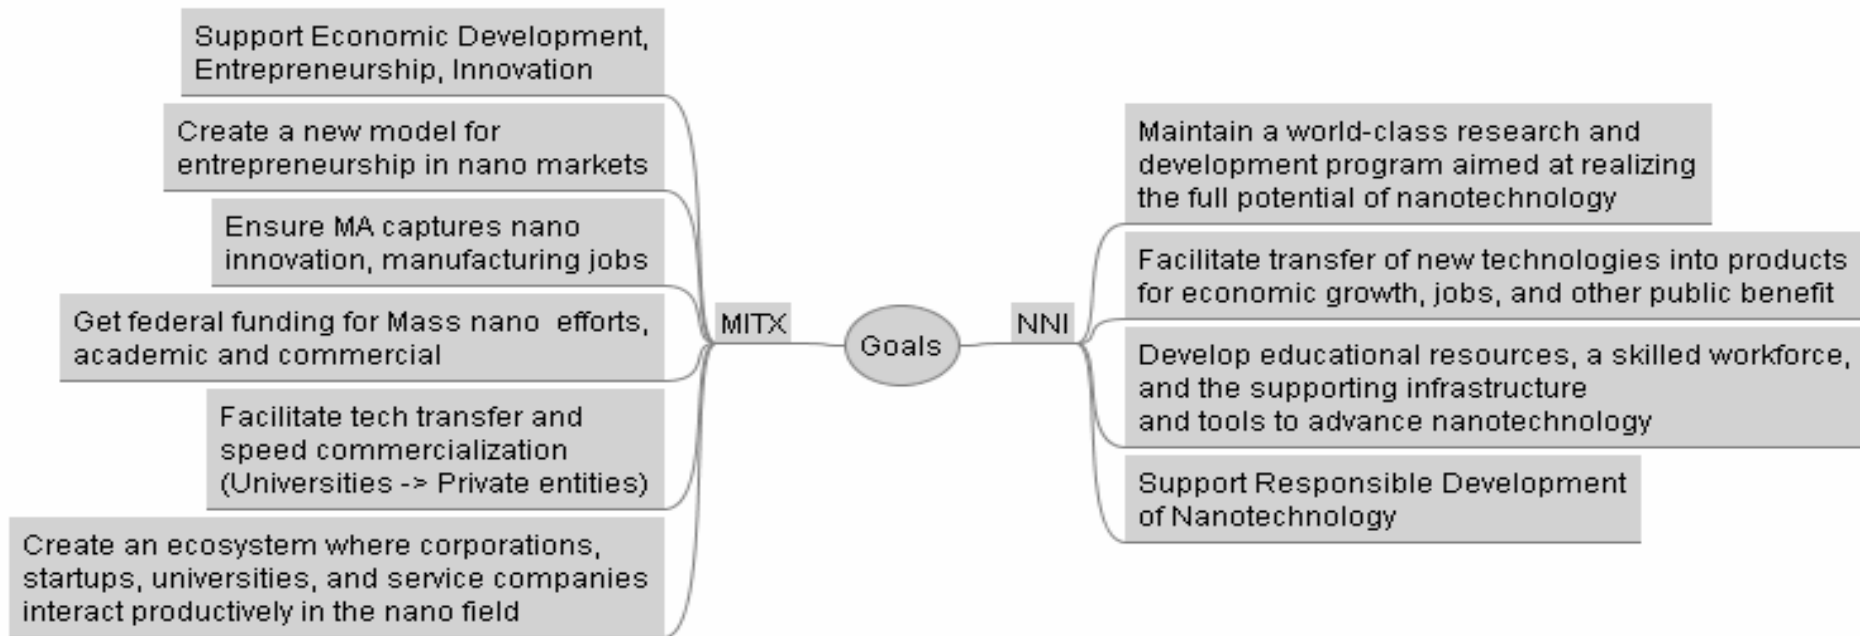 Support Economic Development,
Entrepreneurship, Innovation
Create a new model for
entrepreneurship in nano markets
Ensure MA captures nano
innovation, manufacturing jobs
Get federal funding for Mass nano  efforts,
academic and commercial
Facilitate tech transfer and
speed commercialization
(Universities -> Private entities)
Create an ecosystem where corporations,
startups, universities, and service companies
interact productively in the nano field
MITX
Goals
NNI
Maintain a world-class research and
development program aimed at realizing
the full potential of nanotechnology
Facilitate transfer of new technologies into products
for economic growth, jobs, and other public benefit
Develop educational resources, a skilled workforce,
and the supporting infrastructure
and tools to advance nanotechnology
Support Responsible Development
of Nanotechnology